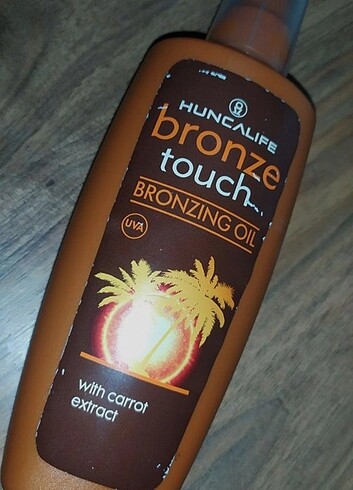 HUNCALIFE
bronze
touch
BRONZING OIL
UVA
with carrot
extract